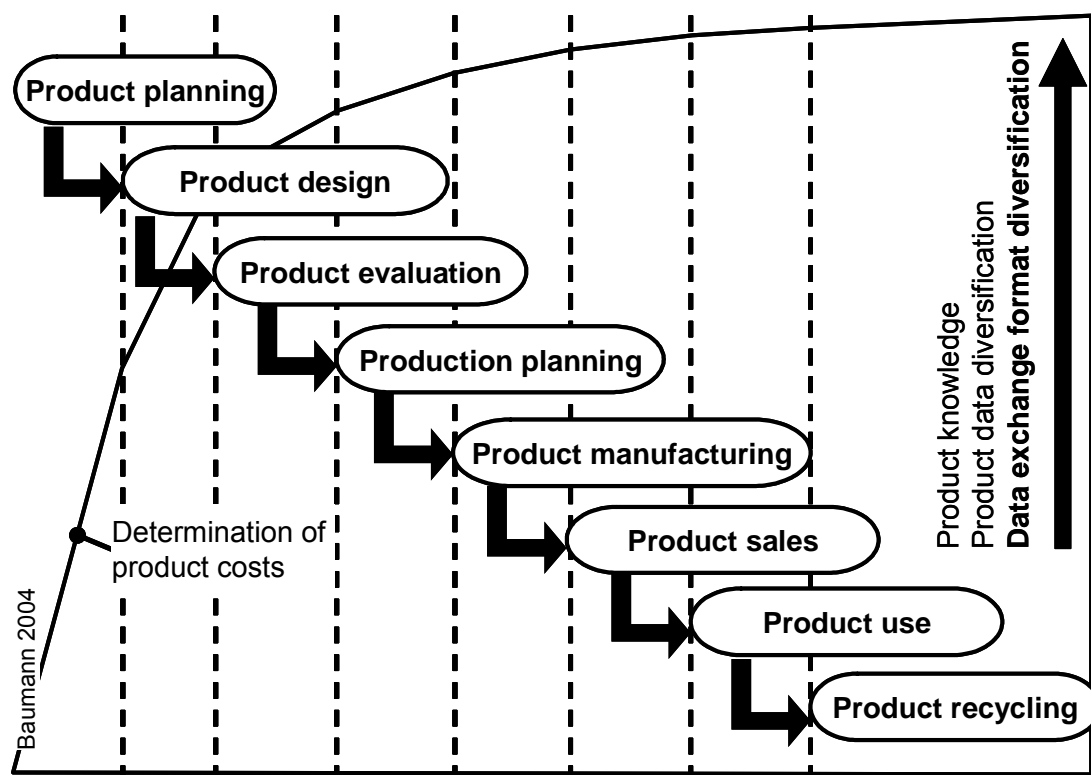 Product planning
Product design
Product evaluation
Production planning
Product manufacturing
Product sales
Product use
Product recycling
Determination of
product costs
Baumann 2004
Product knowledge
Product data diversification
Data exchange format diversification